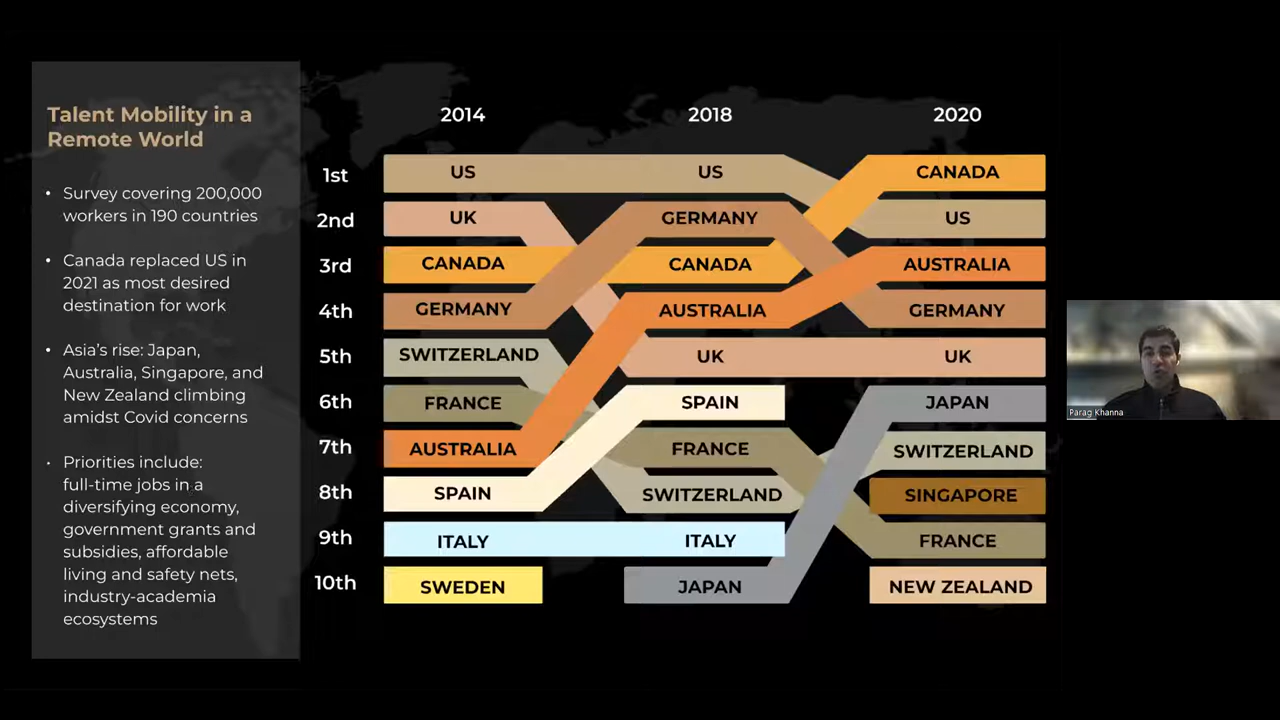 Talent Mobility in a
Remote World
• Survey covering 200,000
workers in 190 countries
• Canada replaced US in
2021 as most desired
destination for work
• Asia’s rise: Japan,
Australia, Singapore, and
New Zealand climbing
amidst Covid concerns
• Priorities include:
full-time jobs in a
diversifying economy,
government grants and
subsidies, affordable
living and safety nets,
industry-academia
ecosystems
2014 2018 2020
1st US US CANADA
2nd UK GERMANY US
3rd CANADA CANADA AUSTRALIA
4th GERMANY AUSTRALIA GERMANY
5th SWITZERLAND UK UK
6th FRANCE SPAIN JAPAN
7th AUSTRALIA FRANCE SWITZERLAND
8th SPAIN SWITZERLAND SINGAPORE
9th ITALY ITALY FRANCE
10th SWEDEN JAPAN NEW ZEALAND
Parag Khanna